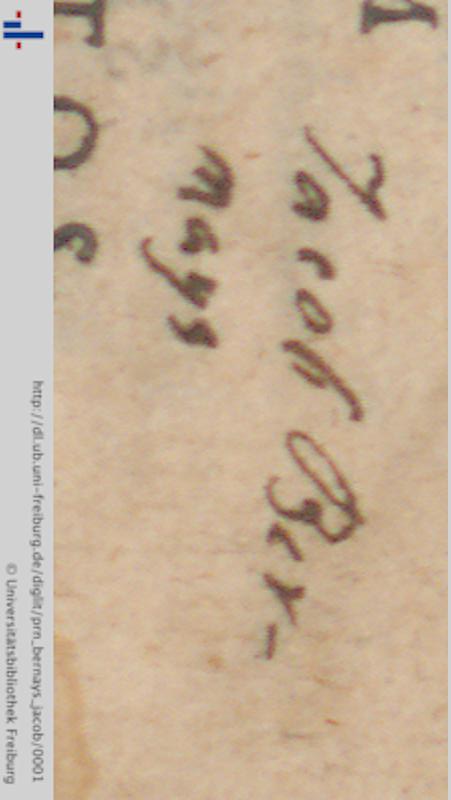 Jacob Ber-
nays
T O S
http://dl.ub.uni-freiburg.de/diglit/prn_bernays_jacob/0001
© Universitätsbibliothek Freiburg